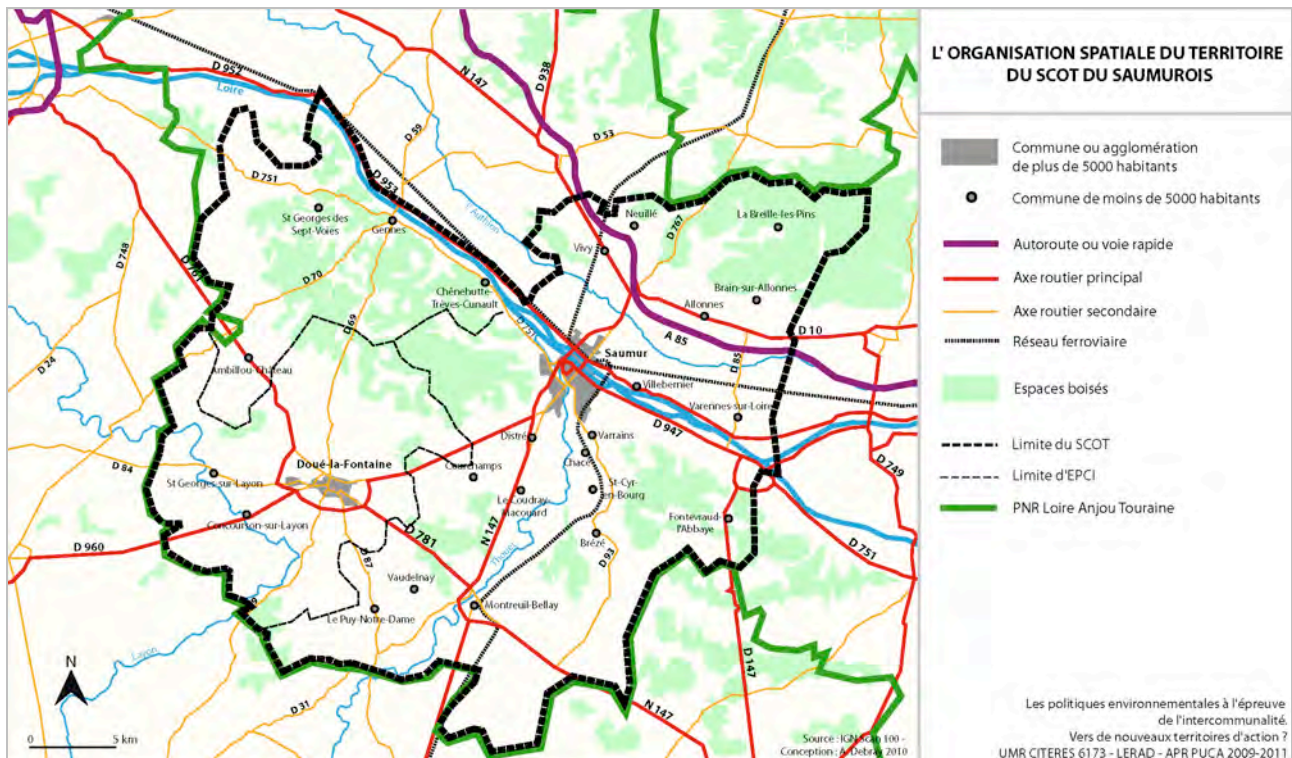 L' ORGANISATION SPATIALE DU TERRITOIRE
DU SCOT DU SAUMUROIS
Commune ou agglomération
de plus de 5000 habitants
Commune de moins de 5000 habitants
Autoroute ou voie rapide
Axe routier principal
Axe routier secondaire
Réseau ferroviaire
Espaces boisés
Limite du SCOT
Limite d'EPCI
PNR Loire Anjou Touraine
Les politiques environnementales à l'épreuve
de l'intercommunalité.
Vers de nouveaux territoires d'action ?
UMR CITERES 6173 - LERAD - APR PUCA 2009-2011
D 952
Loire
N 147
D 938
D 59
D 53
D 751
D 953
l'Authion
St Georges des
Sept-Voies
Gennes
Neuillé
D 767
La Breille-les-Pins
Vivy
D 748
D 761
D 70
Chênehutte-
Trèves-Cunault
Brain-sur-Allonnes
Allonnes
D 69
D 751
D 10
A 85
Saumur
D 24
Ambillou-Château
D 85
Villebernier
Varennes-sur-Loire
D 947
Distré
Varrains
Chacé
D 749
D 84
Doué-la-Fontaine
St Georges-sur-Layon
Courchamps
Le Coudray-
Macouard
St-Cyr-
en-Bourg
Concourson-sur-Layon
Fontevraud-
l'Abbaye
N 147
D 960
D 781
Brézé
D 751
D 87
Thouet
D 93
Vaudelnay
Montreuil-Bellay
Le Puy-Notre-Dame
Layon
N
D 147
D 31
N 147
0
5 km
Source : IGN Scan 100 -
Conception : A. Debray 2010